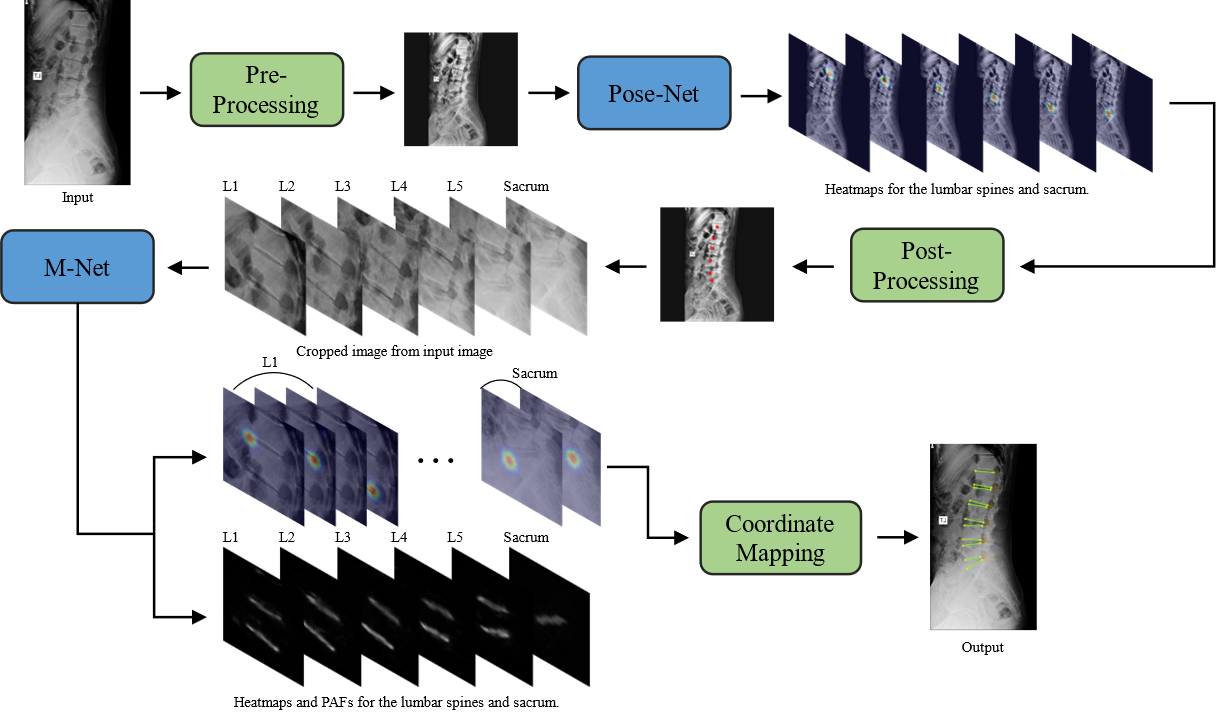 Input
Pre-
Processing
Pose-Net
Heatmaps for the lumbar spines and sacrum.
Post-
Processing
L1 L2 L3 L4 L5 Sacrum
Cropped image from input image
M-Net
L1
Sacrum
...
L1 L2 L3 L4 L5 Sacrum
Heatmaps and PAFs for the lumbar spines and sacrum.
Coordinate
Mapping
Output